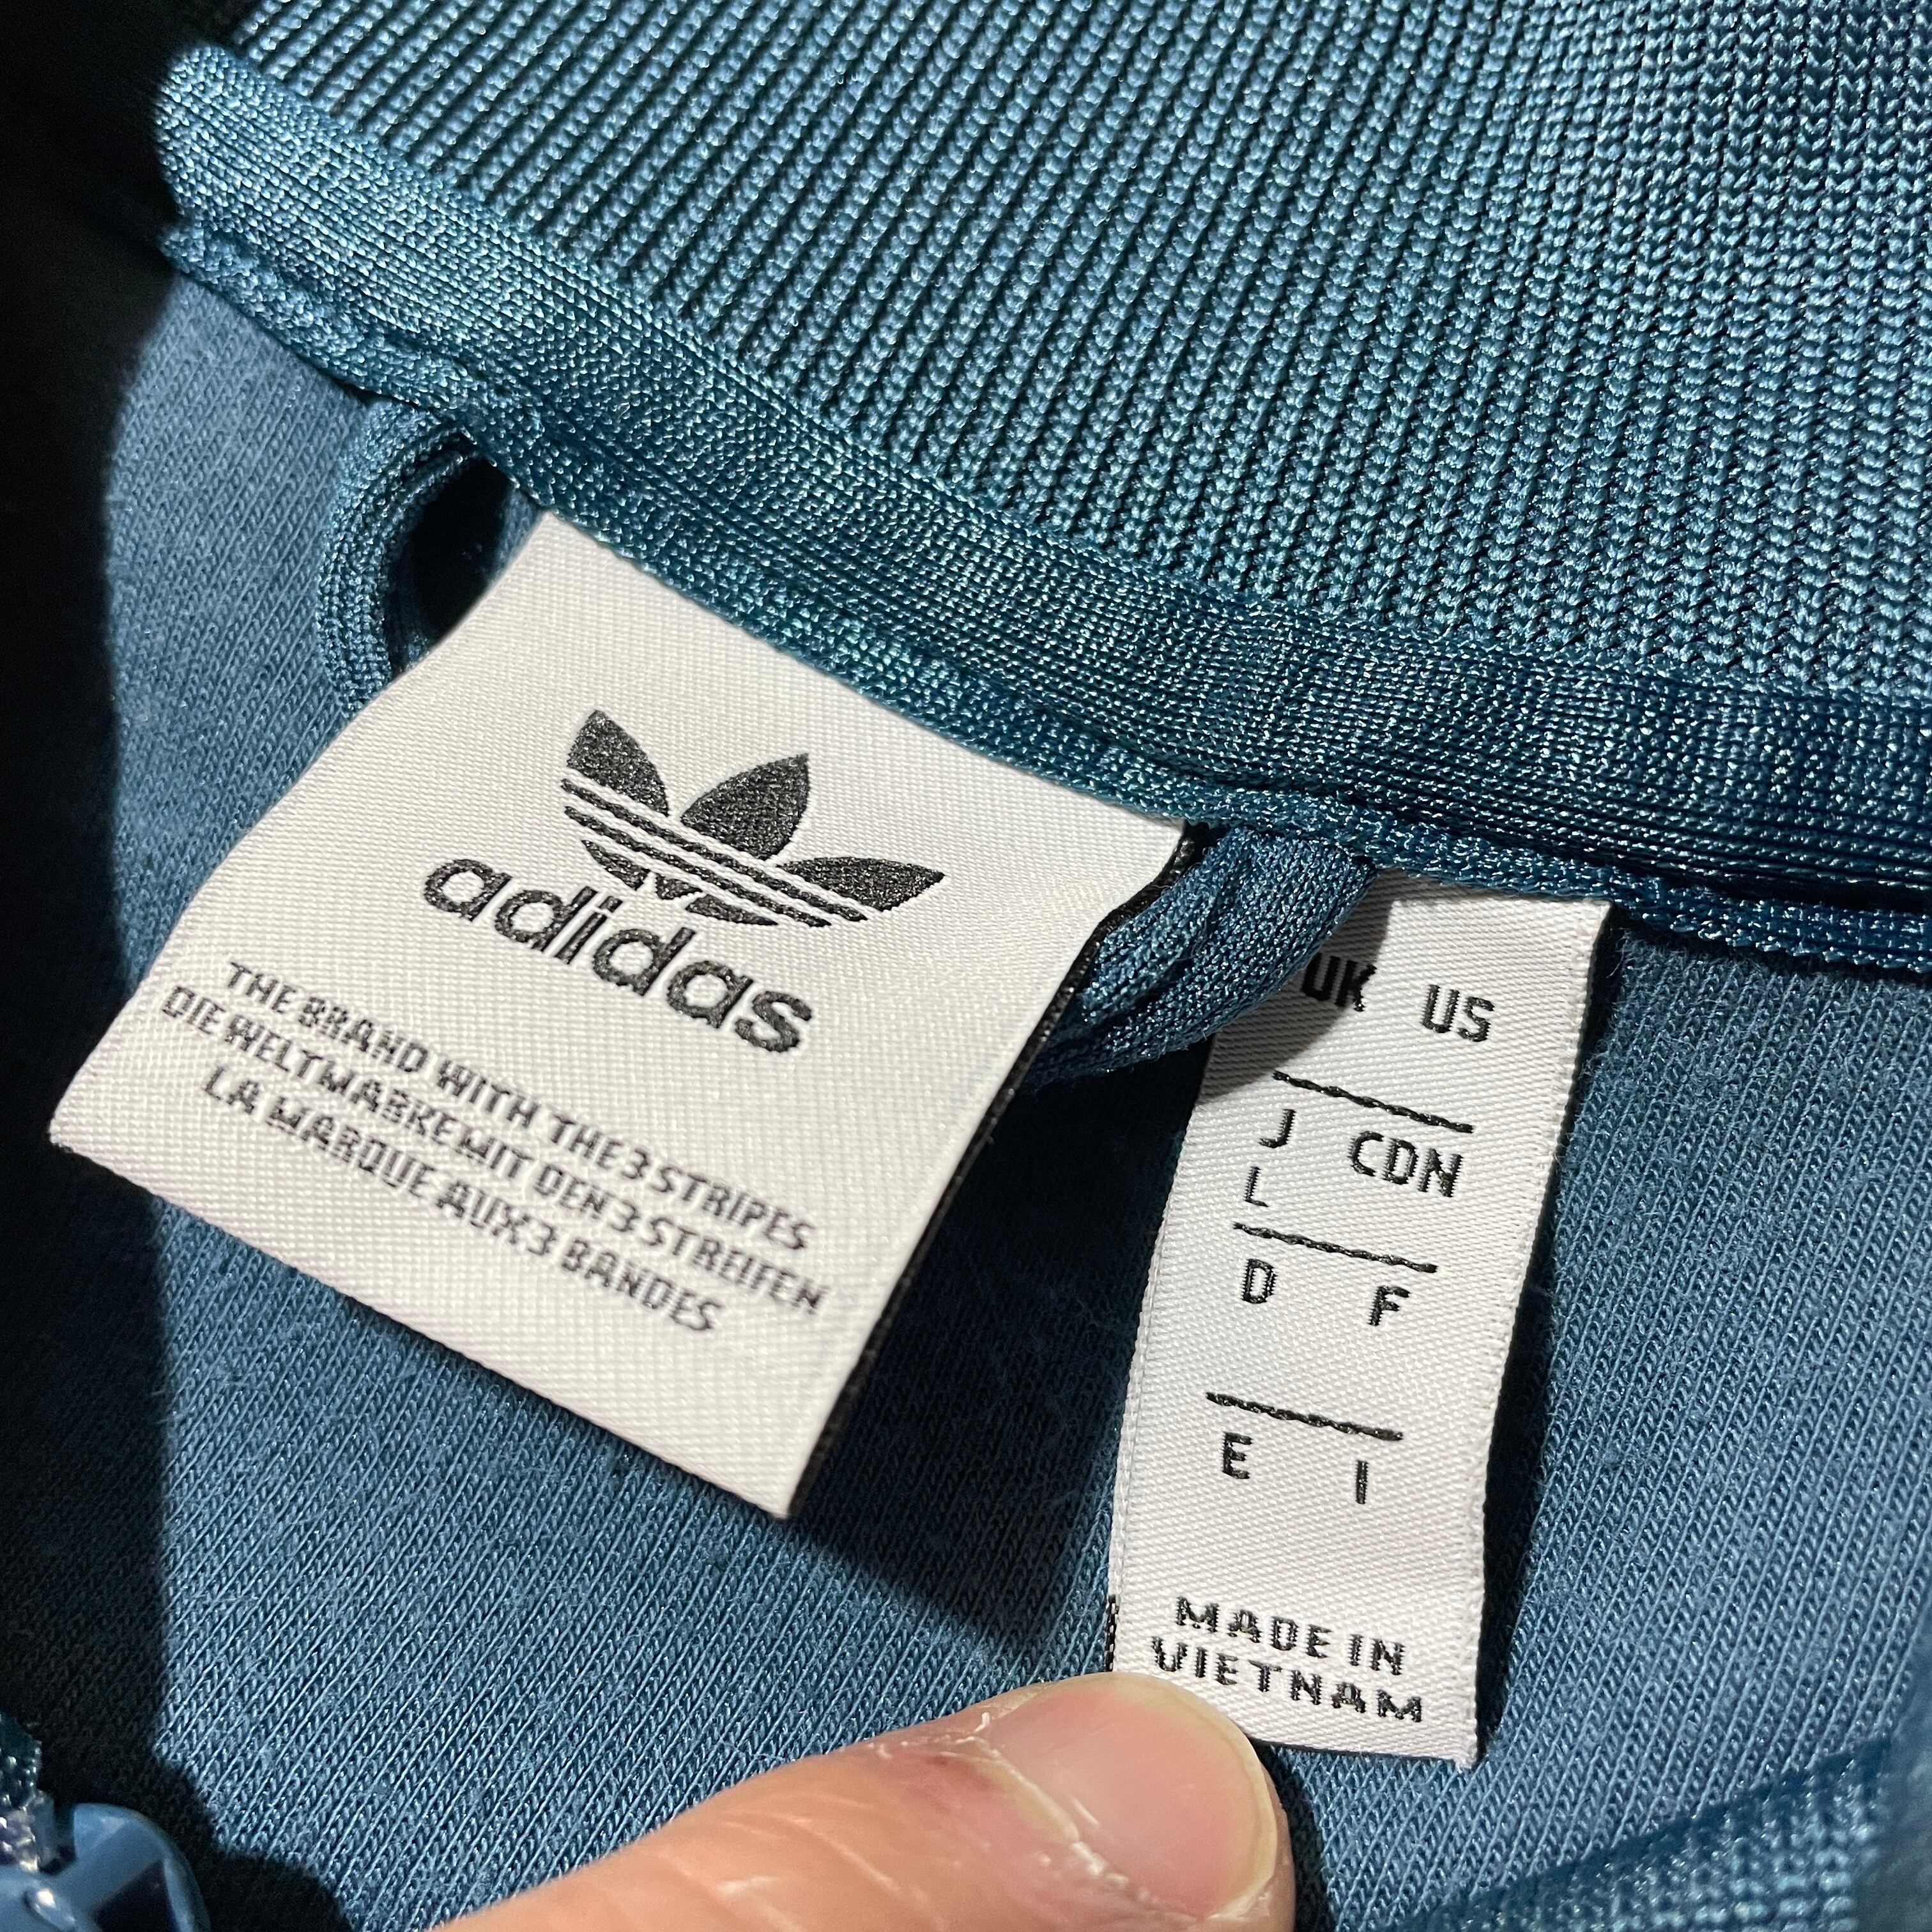 adidas
THE BRAND WITH THE 3 STRIPES
DIE WELTMARKE MIT DEN 3 STREIFEN
LA MARQUE AUX 3 BANDES
UK US
J CDN
L
D F
E I
MADE IN
VIETNAM